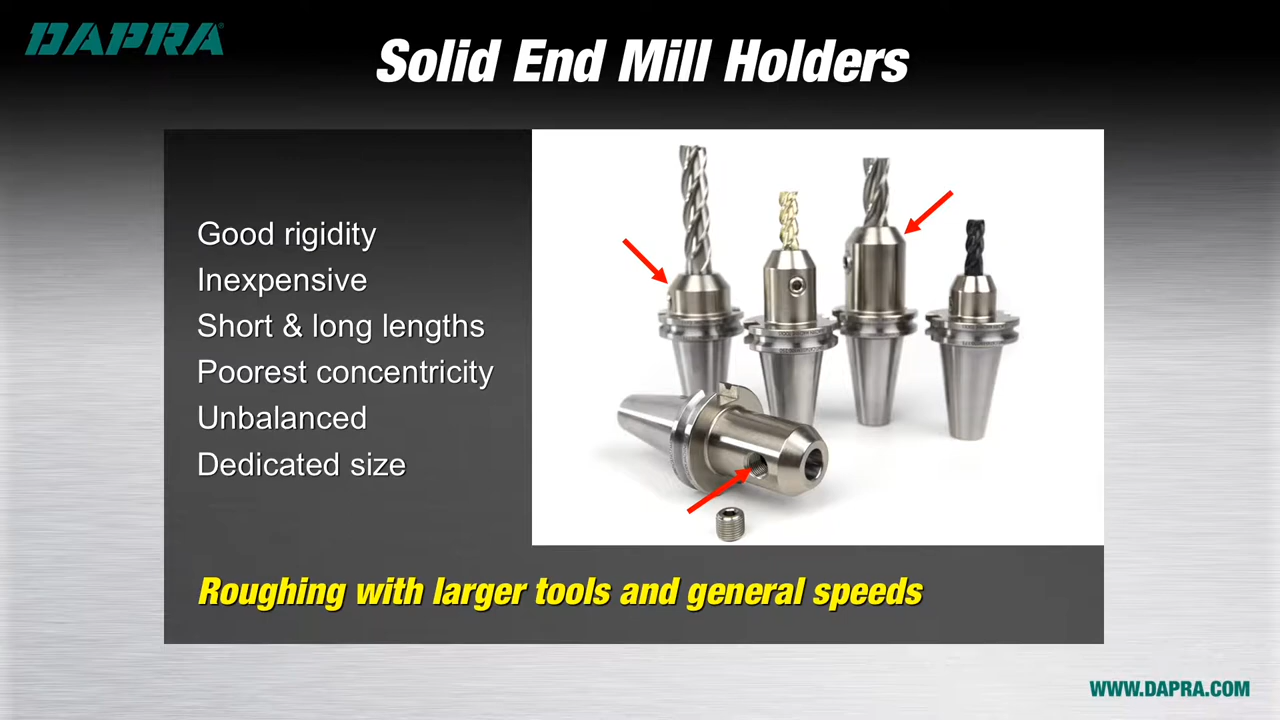 DAPRA
Solid End Mill Holders
Good rigidity
Inexpensive
Short & long lengths
Poorest concentricity
Unbalanced
Dedicated size
Roughing with larger tools and general speeds
WWW.DAPRA.COM